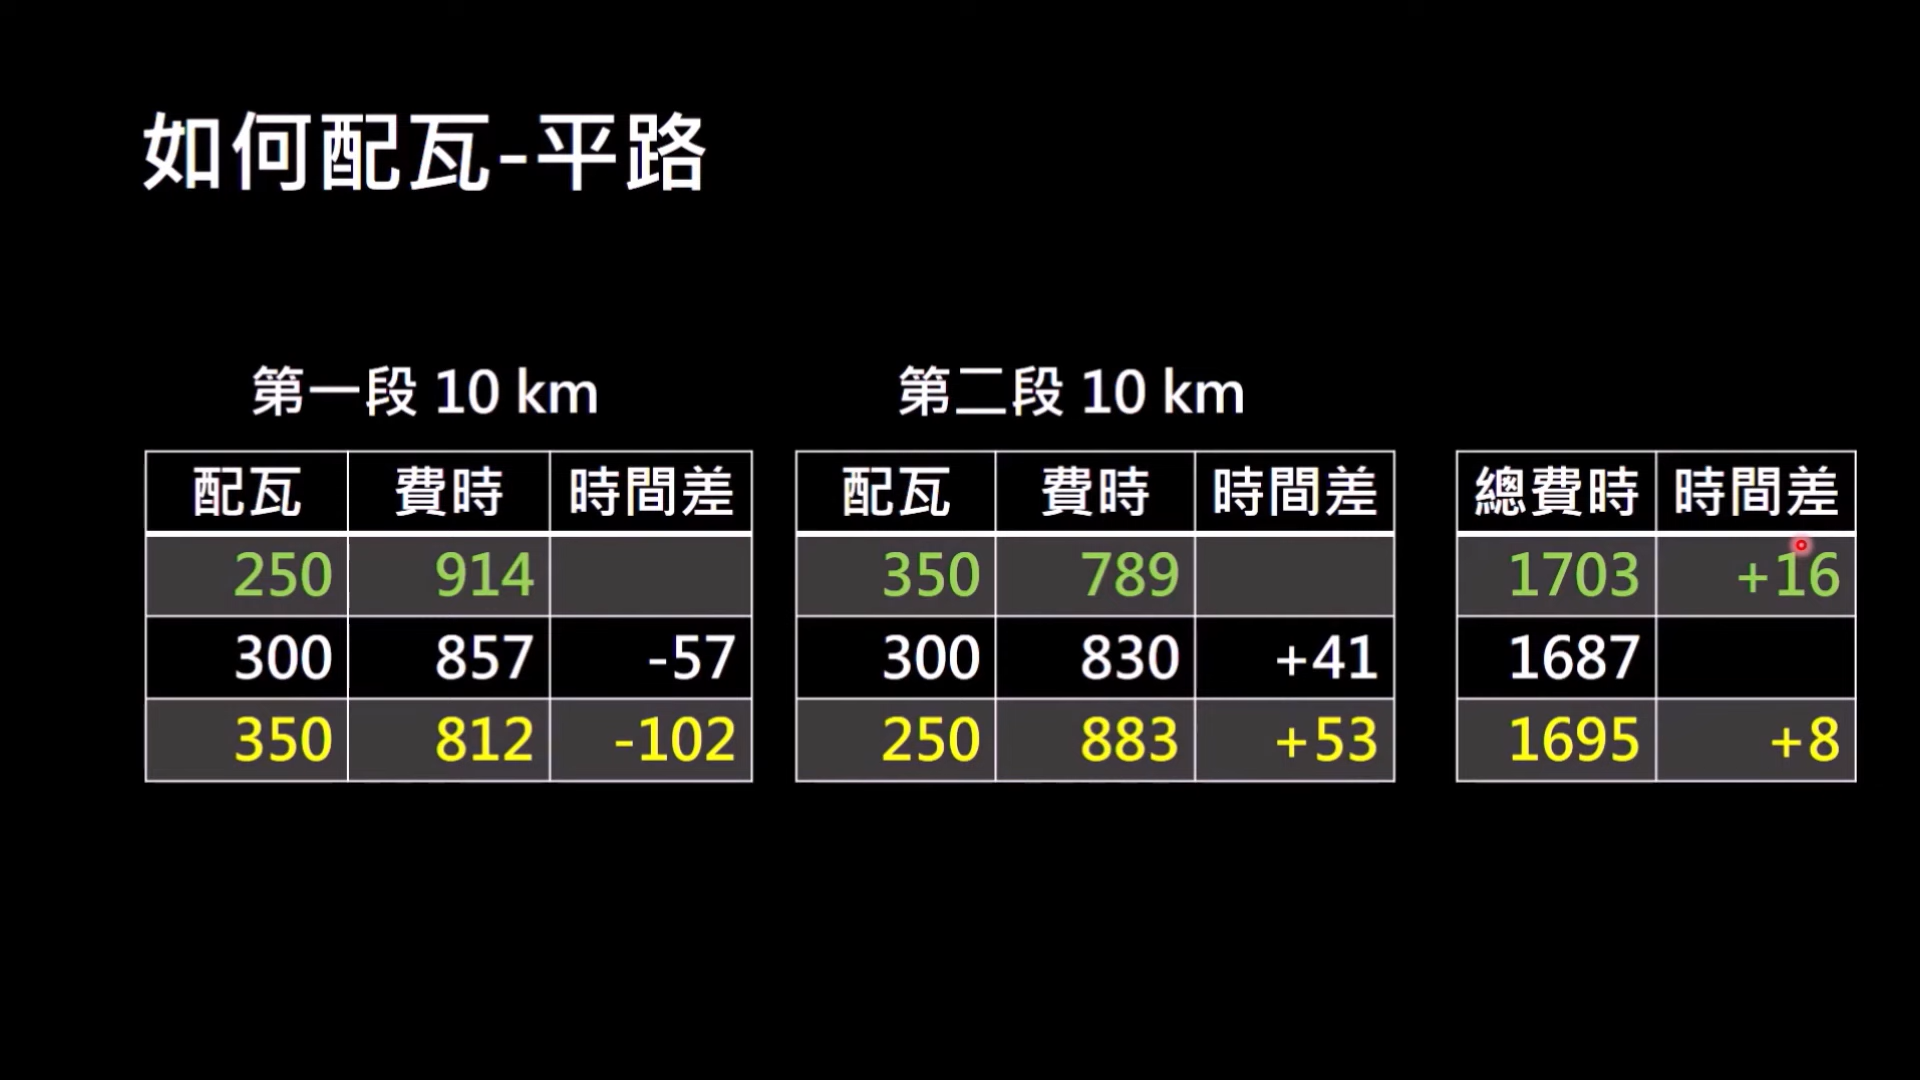 如何配瓦-平路
第一段 10 km
配瓦 費時 時間差
250 914
300 857 -57
350 812 -102
第二段 10 km
配瓦 費時 時間差
350 789
300 830 +41
250 883 +53
總費時 時間差
1703 +16
1687
1695 +8